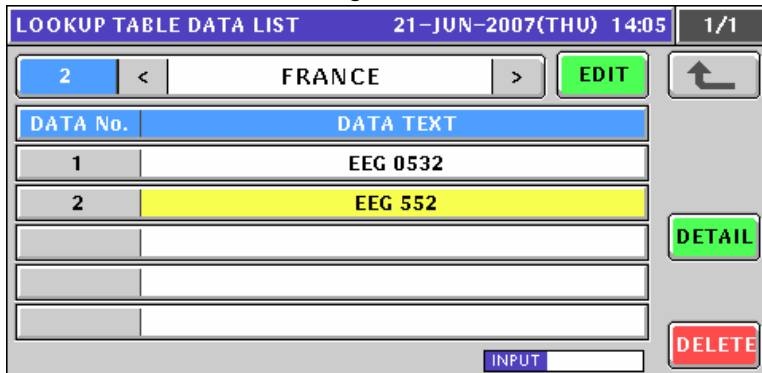 LOOKUP TABLE DATA LIST 21-JUN-2007(THU) 14:05 1/1
2 < FRANCE > EDIT
DATA No. DATA TEXT
1 EEG 0532
2 EEG 552
DETAIL
INPUT
DELETE